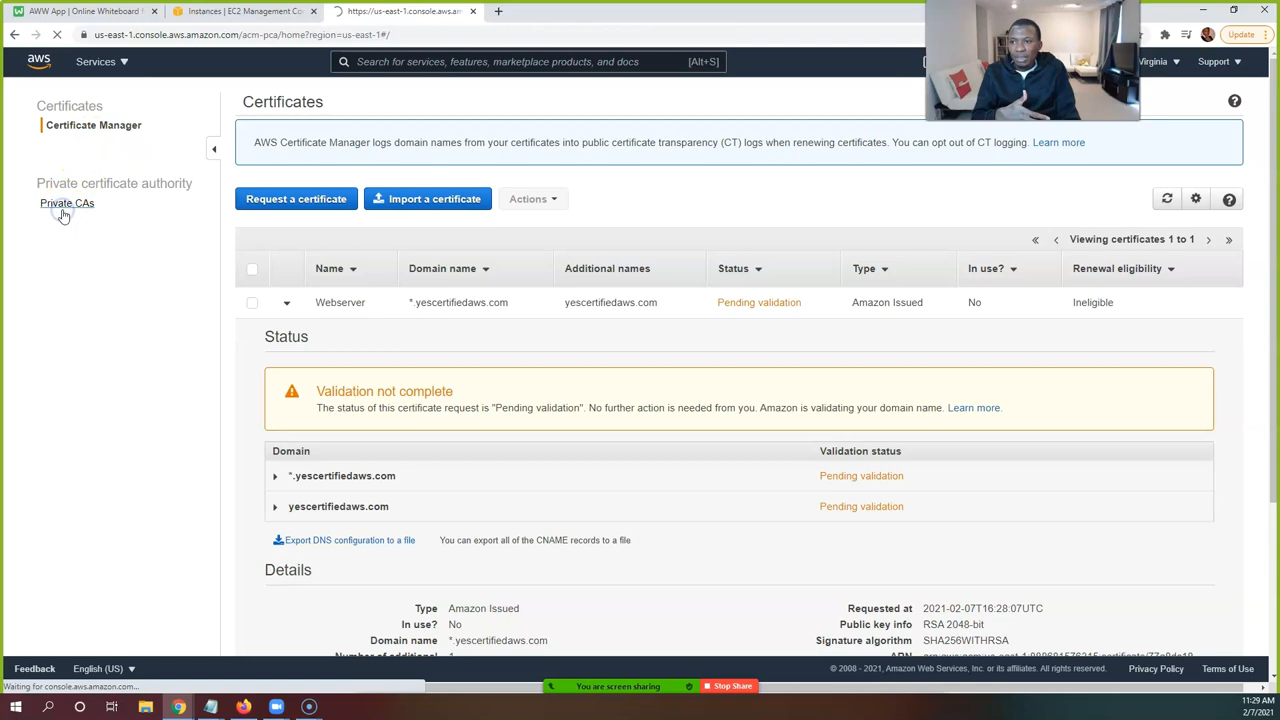 AWW App | Online Whiteboard
Instances | EC2 Management Co
https://us-east-1.console.aws.am
us-east-1.console.aws.amazon.com/acm-pca/home?region=us-east-1#/
Update
aws
Services
Search for services, features, marketplace products, and docs
[Alt+S]
Virginia
Support
Certificates
Certificate Manager
Private certificate authority
Private CAs
Certificates
AWS Certificate Manager logs domain names from your certificates into public certificate transparency (CT) logs when renewing certificates. You can opt out of CT logging. Learn more
Request a certificate
Import a certificate
Actions
« ‹ Viewing certificates 1 to 1 › »
Name Domain name Additional names Status Type In use? Renewal eligibility
Webserver *.yescertifiedaws.com yescertifiedaws.com Pending validation Amazon Issued No Ineligible
Status
Validation not complete
The status of this certificate request is "Pending validation". No further action is needed from you. Amazon is validating your domain name. Learn more.
Domain Validation status
*.yescertifiedaws.com Pending validation
yescertifiedaws.com Pending validation
Export DNS configuration to a file You can export all of the CNAME records to a file
Details
Type Amazon Issued
In use? No
Domain name *.yescertifiedaws.com
Number of additional
Requested at 2021-02-07T16:28:07UTC
Public key info RSA 2048-bit
Signature algorithm SHA256WITHRSA
ARN
Feedback English (US)
© 2008 - 2021, Amazon Web Services, Inc. or its affiliates. All rights reserved. Privacy Policy Terms of Use
Waiting for console.aws.amazon.com...
You are screen sharing
Stop Share
11:29 AM
2/7/2021